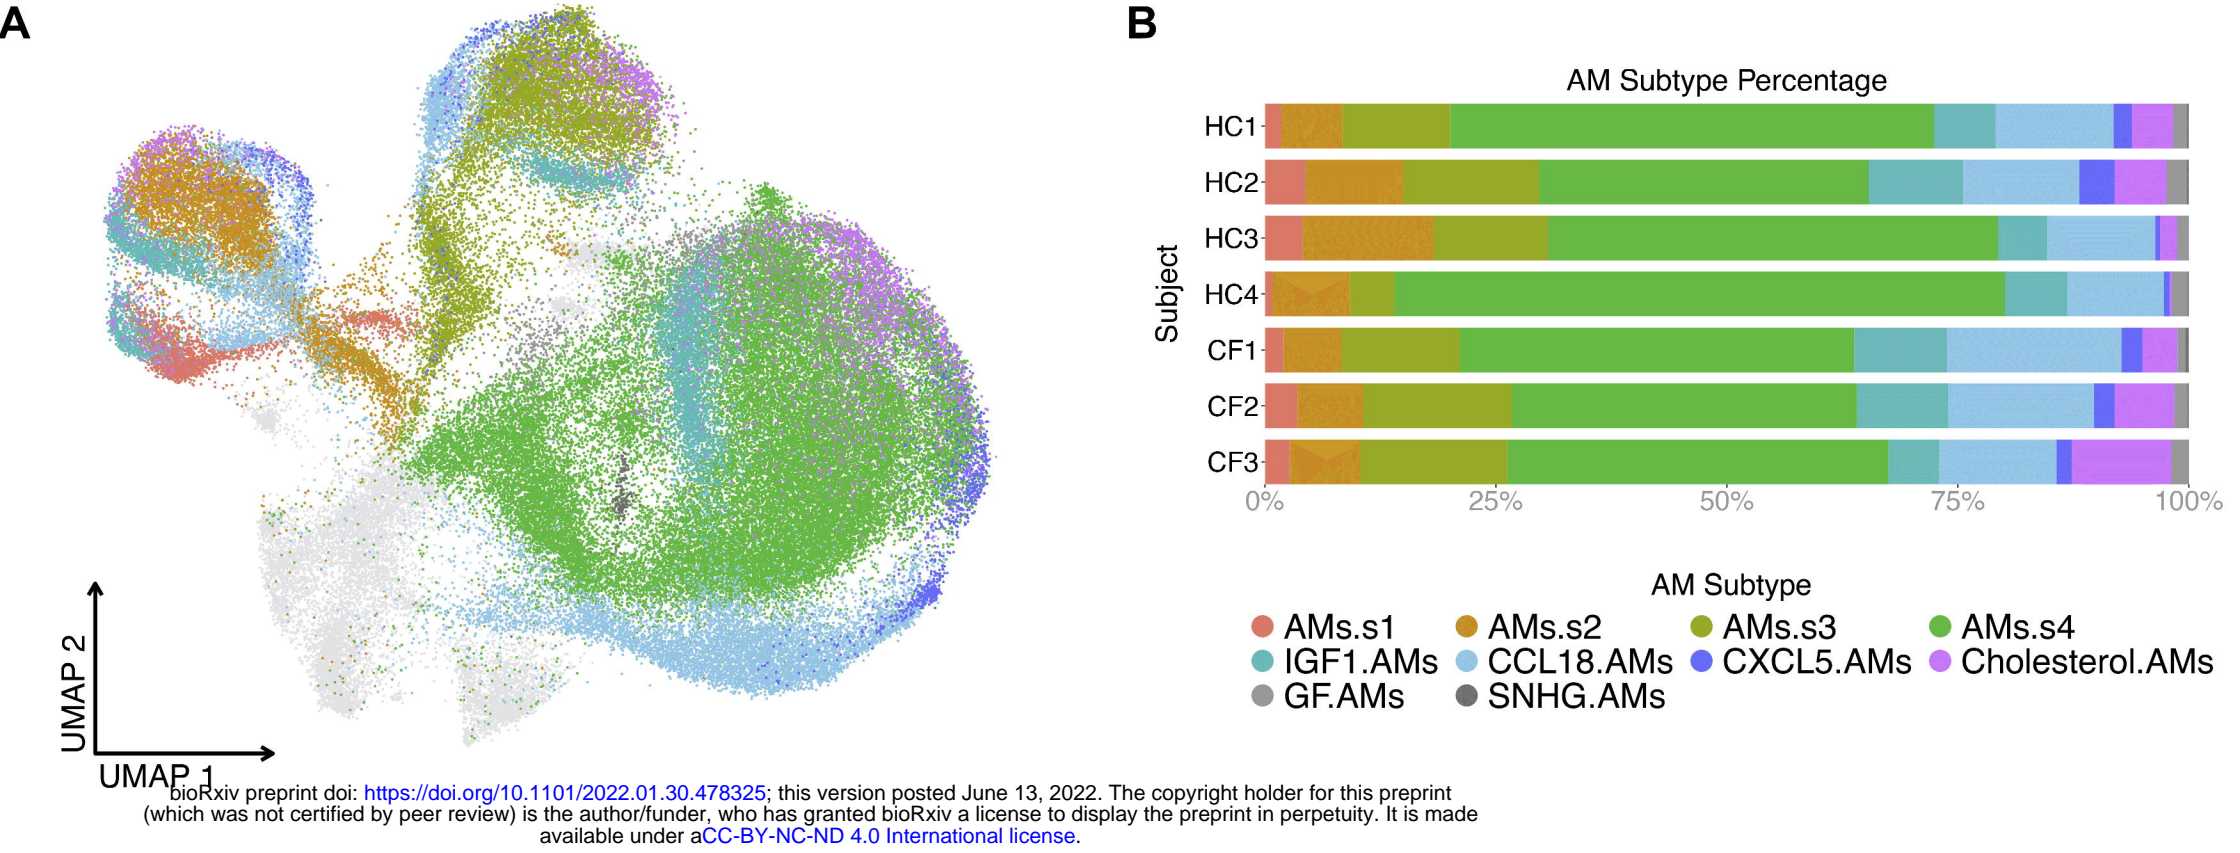 A
B
AM Subtype Percentage
Subject
HC1
HC2
HC3
HC4
CF1
CF2
CF3
0% 25% 50% 75% 100%
AM Subtype
AMs.s1 AMs.s2 AMs.s3 AMs.s4
IGF1.AMs CCL18.AMs CXCL5.AMs Cholesterol.AMs
GF.AMs SNHG.AMs
UMAP 2
UMAP 1
bioRxiv preprint doi: https://doi.org/10.1101/2022.01.30.478325; this version posted June 13, 2022. The copyright holder for this preprint
(which was not certified by peer review) is the author/funder, who has granted bioRxiv a license to display the preprint in perpetuity. It is made
available under aCC-BY-NC-ND 4.0 International license.